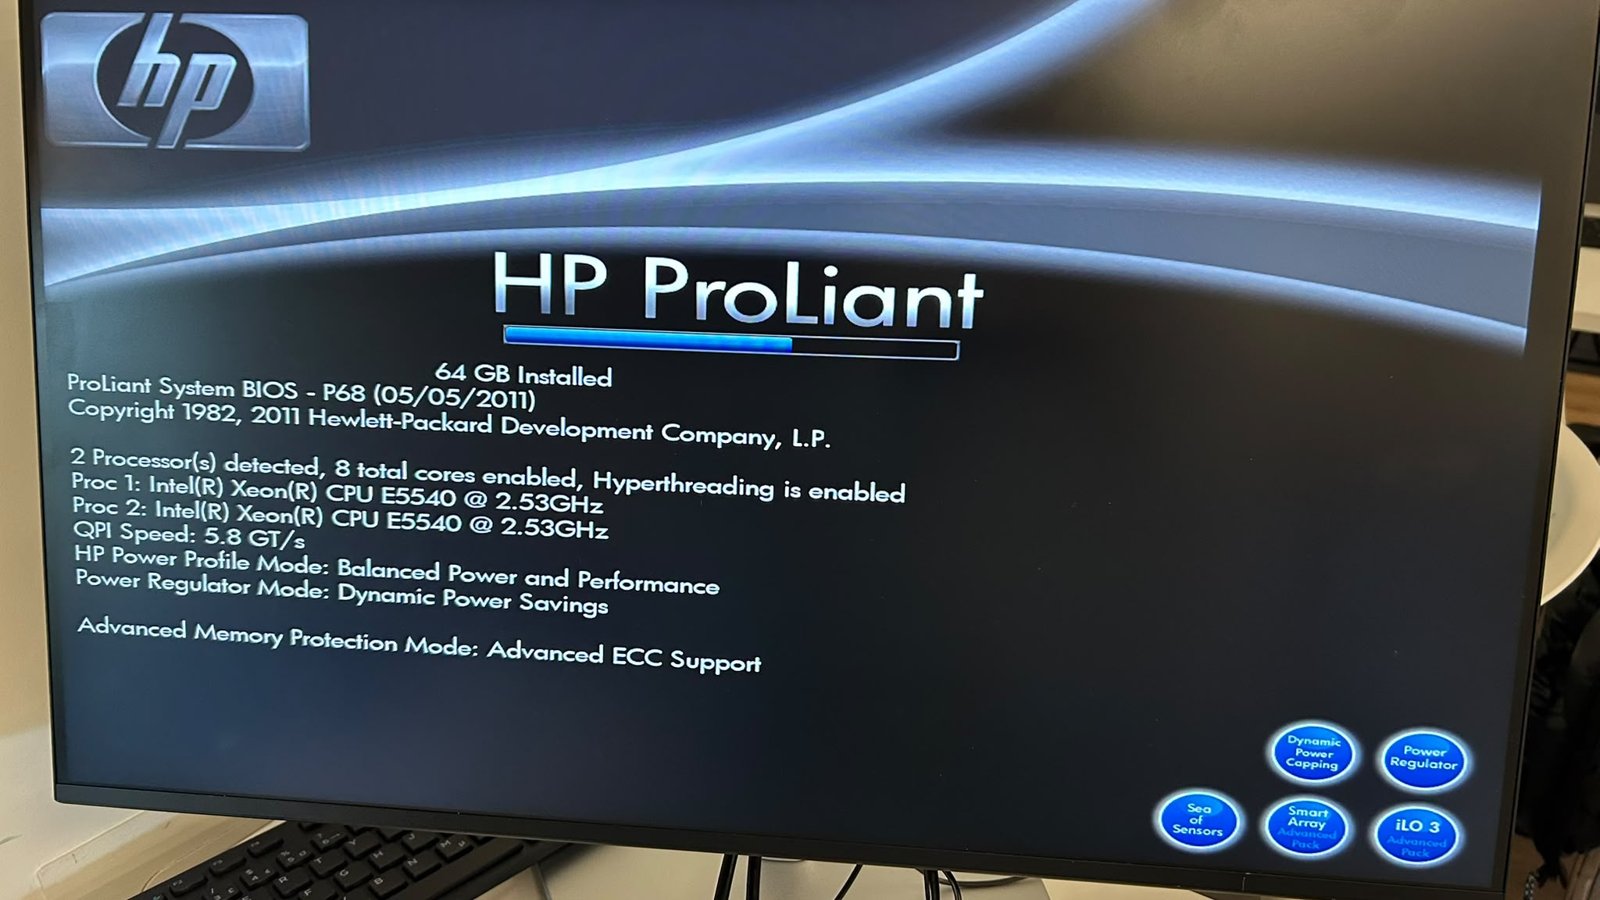 hp
HP ProLiant
64 GB Installed
ProLiant System BIOS - P68 (05/05/2011)
Copyright 1982, 2011 Hewlett-Packard Development Company, L.P.
2 Processor(s) detected, 8 total cores enabled, Hyperthreading is enabled
Proc 1: Intel(R) Xeon(R) CPU E5540 @ 2.53GHz
Proc 2: Intel(R) Xeon(R) CPU E5540 @ 2.53GHz
QPI Speed: 5.8 GT/s
HP Power Profile Mode: Balanced Power and Performance
Power Regulator Mode: Dynamic Power Savings
Advanced Memory Protection Mode: Advanced ECC Support
Dynamic
Power
Capping
Power
Regulator
Sea
of
Sensors
Smart
Array
Advanced
Pack
iLO 3
Advanced
Pack